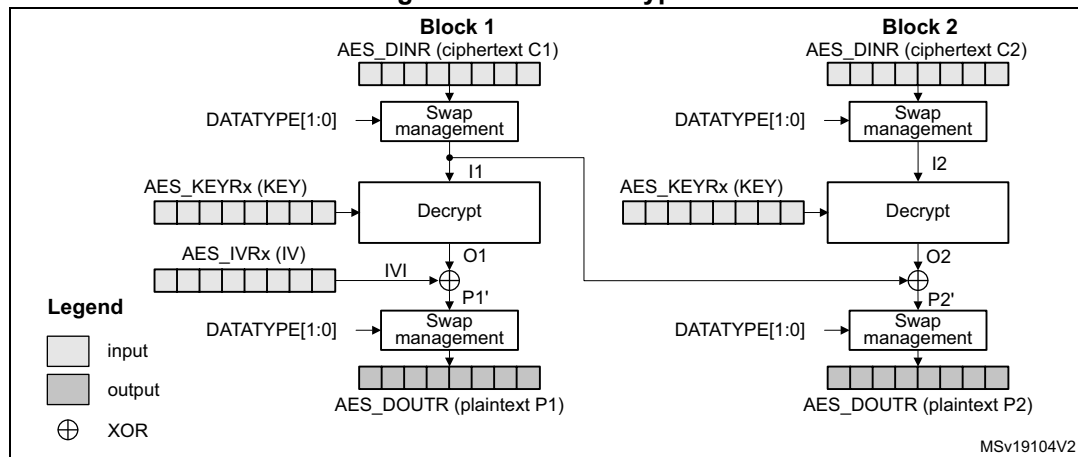 Block 1
AES_DINR (ciphertext C1)
DATATYPE[1:0]
Swap
management
I1
AES_KEYRx (KEY)
Decrypt
AES_IVRx (IV)
IVI
O1
P1'
DATATYPE[1:0]
Swap
management
AES_DOUTR (plaintext P1)
Block 2
AES_DINR (ciphertext C2)
DATATYPE[1:0]
Swap
management
I2
AES_KEYRx (KEY)
Decrypt
O2
P2'
DATATYPE[1:0]
Swap
management
AES_DOUTR (plaintext P2)
Legend
input
output
XOR
MSv19104V2